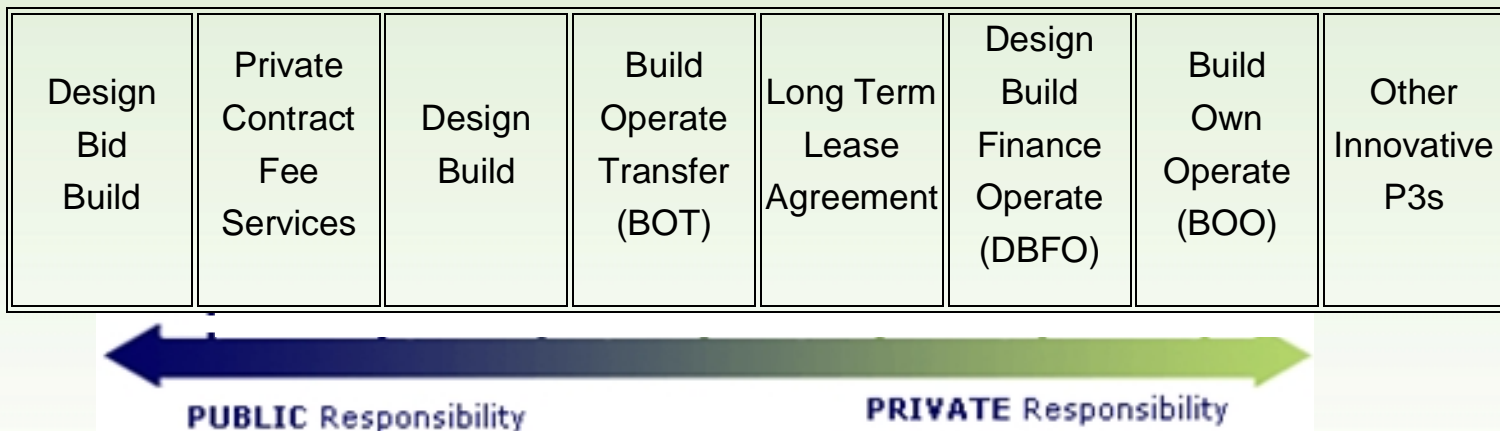 Design
Bid
Build
Private
Contract
Fee
Services
Design
Build
Build
Operate
Transfer
(BOT)
Long Term
Lease
Agreement
Design
Build
Finance
Operate
(DBFO)
Build
Own
Operate
(BOO)
Other
Innovative
P3s
PUBLIC Responsibility
PRIVATE Responsibility